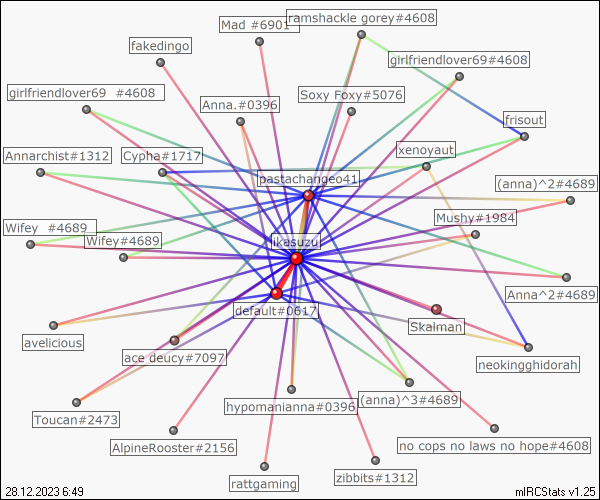 Mad #6901
ramshackle gorey#4608
fakedingo
girlfriendlover69#4608
girlfriendlover69 #4608
Anna.#0396
Soxy Foxy#5076
frisout
Annarchist#1312
Cypha#1717
xenoyaut
pastachangeo41
(anna)^2#4689
Mushy#1984
Wifey #4689
Wifey#4689
likasuzu
Anna^2#4689
default#0617
Skaiman
avelicious
ace deucy#7097
neokingghidorah
Toucan#2473
hypomanianna#0396
(anna)^3#4689
AlpineRooster#2156
no cops no laws no hope#4608
rattgaming
zibbits#1312
28.12.2023 6:49
mIRCStats v1.25